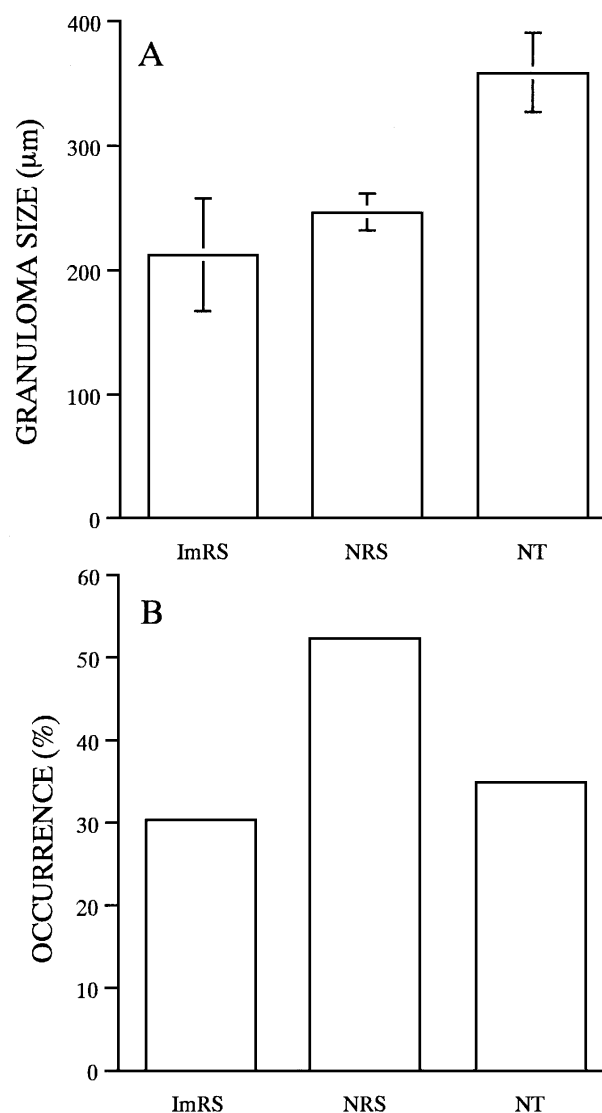 A
GRANULOMA SIZE (μm)
400
300
200
100
0
ImRS NRS NT
B
OCCURRENCE (%)
60
50
40
30
20
10
0
ImRS NRS NT